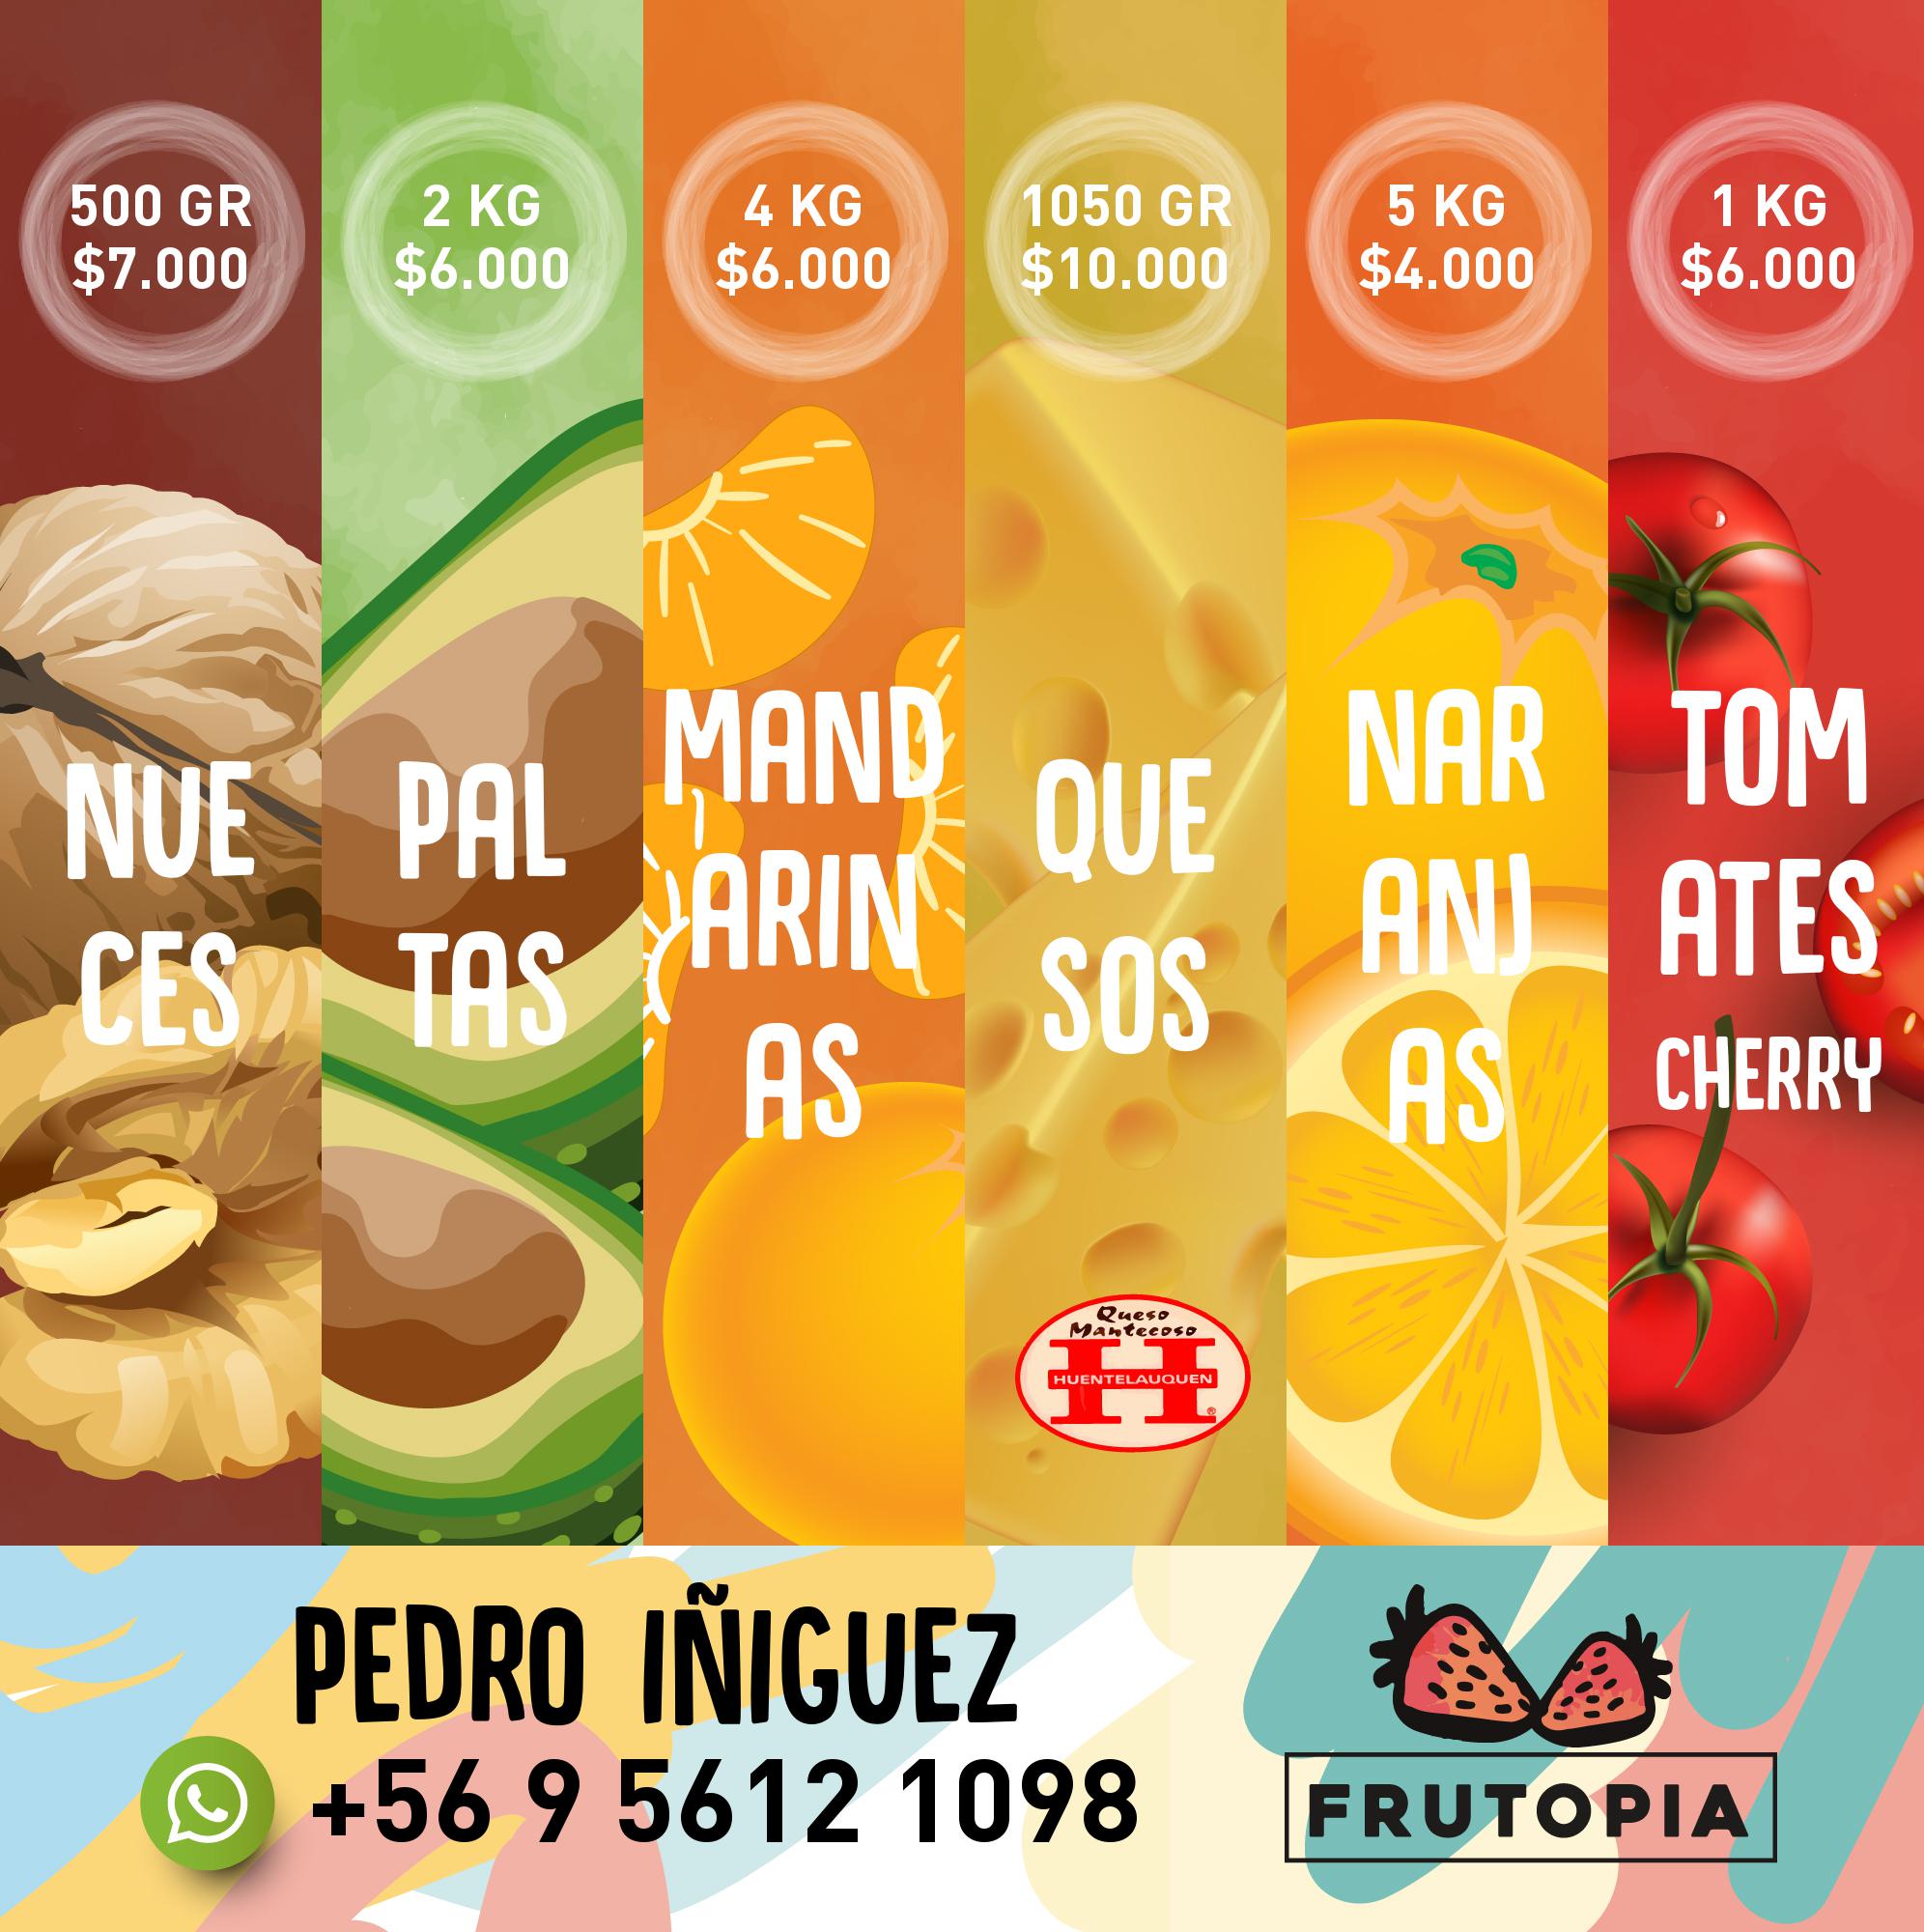 500 GR
$7.000
NUE
CES
2 KG
$6.000
PAL
TAS
4 KG
$6.000
MAND
ARIN
AS
1050 GR
$10.000
QUE
SOS
Queso
Mantecoso
H
HUENTELAUQUEN
®
5 KG
$4.000
NAR
ANJ
AS
1 KG
$6.000
TOM
ATES
CHERRY
PEDRO IÑIGUEZ
+56 9 5612 1098
FRUTOPIA